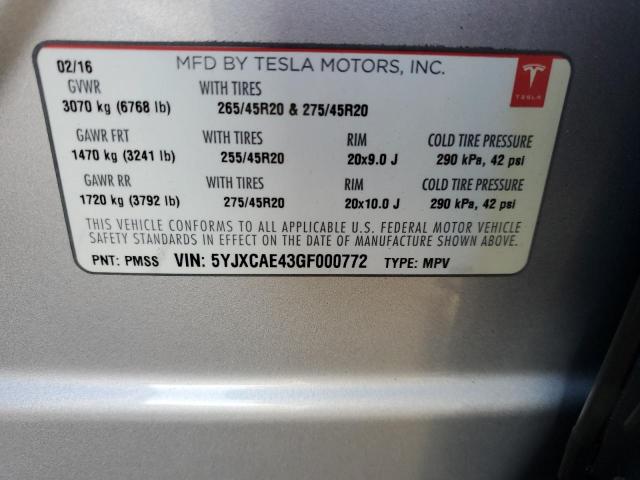 02/16 MFD BY TESLA MOTORS, INC.
GVWR WITH TIRES
3070 kg (6768 lb) 265/45R20 & 275/45R20
TESLA
GAWR FRT WITH TIRES RIM COLD TIRE PRESSURE
1470 kg (3241 lb) 255/45R20 20x9.0 J 290 kPa, 42 psi
GAWR RR WITH TIRES RIM COLD TIRE PRESSURE
1720 kg (3792 lb) 275/45R20 20x10.0 J 290 kPa, 42 psi
THIS VEHICLE CONFORMS TO ALL APPLICABLE U.S. FEDERAL MOTOR VEHICLE
SAFETY STANDARDS IN EFFECT ON THE DATE OF MANUFACTURE SHOWN ABOVE.
PNT: PMSS VIN: 5YJXCAE43GF000772 TYPE: MPV